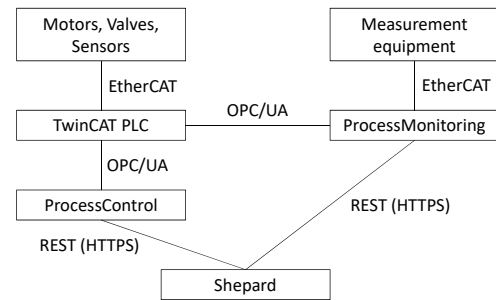 Motors, Valves,
Sensors
Measurement
equipment
EtherCAT
EtherCAT
OPC/UA
TwinCAT PLC
ProcessMonitoring
OPC/UA
ProcessControl
REST (HTTPS)
REST (HTTPS)
Shepard